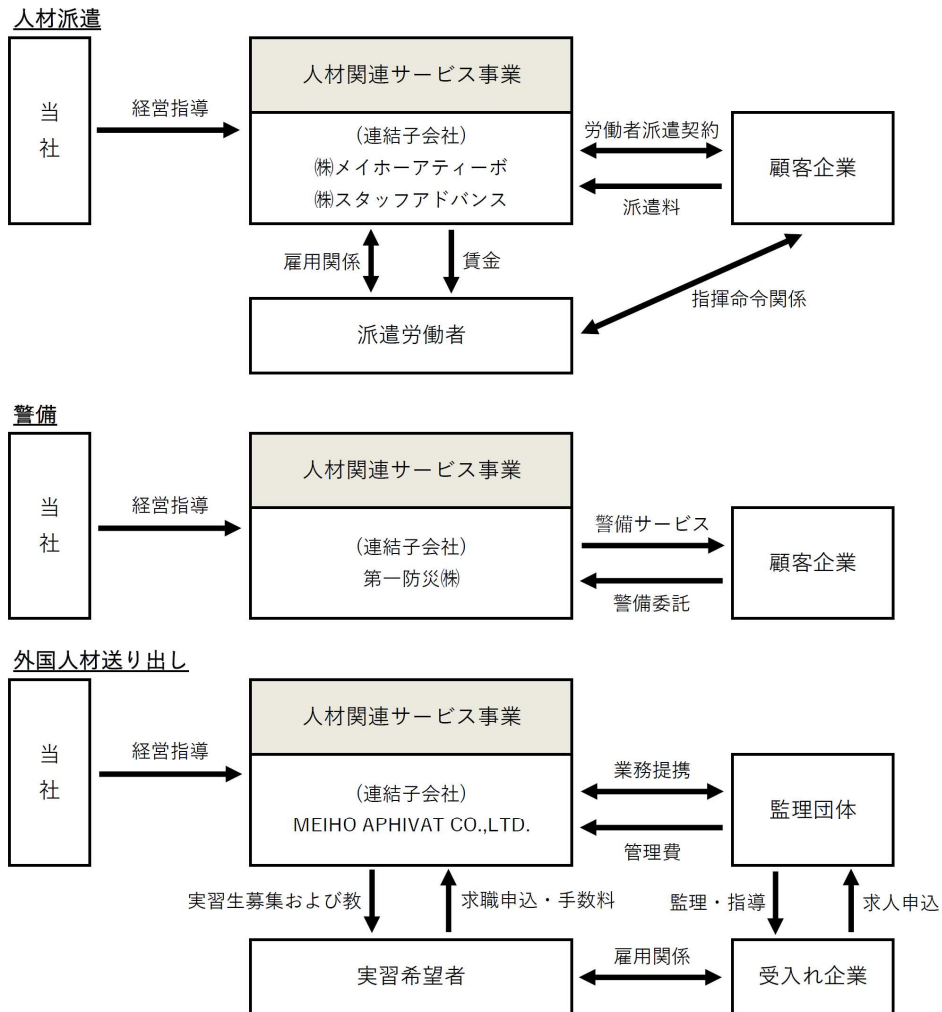 人材派遣
当
社
経営指導
人材関連サービス事業
(連結子会社)
㈱メイホーアティーボ
㈱スタッフアドバンス
労働者派遣契約
派遣料
顧客企業
雇用関係
賃金
指揮命令関係
派遣労働者
警備
当
社
経営指導
人材関連サービス事業
(連結子会社)
第一防災㈱
警備サービス
警備委託
顧客企業
外国人材送り出し
当
社
経営指導
人材関連サービス事業
(連結子会社)
MEIHO APHIVAT CO.,LTD.
業務提携
管理費
監理団体
実習生募集および教
求職申込・手数料
監理・指導
求人申込
実習希望者
雇用関係
受入れ企業